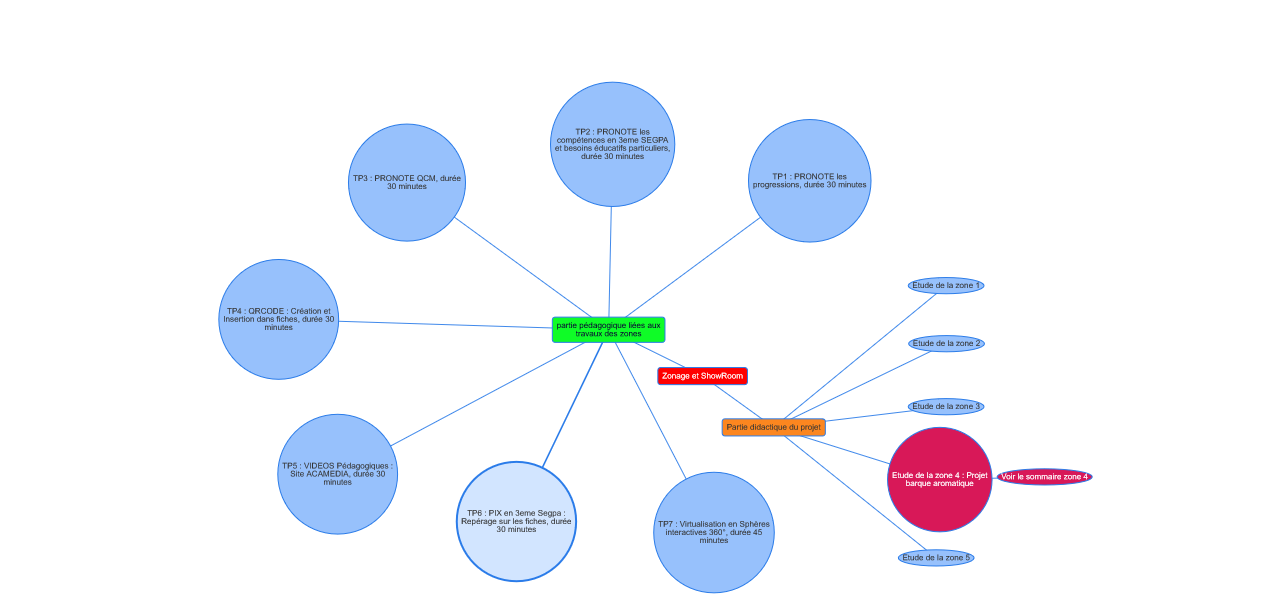 TP2 : PRONOTE les
compétences en 3eme SEGPA
et besoins éducatifs particuliers,
durée 30 minutes
TP3 : PRONOTE QCM, durée
30 minutes
TP1 : PRONOTE les
progressions, durée 30 minutes
TP4 : QRCODE : Création et
Insertion dans fiches, durée 30
minutes
partie pédagogique liées aux
travaux des zones
Zonage et ShowRoom
Partie didactique du projet
Etude de la zone 1
Etude de la zone 2
Etude de la zone 3
Etude de la zone 4 : Projet
barque aromatique
Voir le sommaire zone 4
Etude de la zone 5
TP5 : VIDEOS Pédagogiques :
Site ACAMEDIA, durée 30
minutes
TP6 : PIX en 3eme Segpa :
Repérage sur les fiches, durée
30 minutes
TP7 : Virtualisation en Sphères
interactives 360°, durée 45
minutes